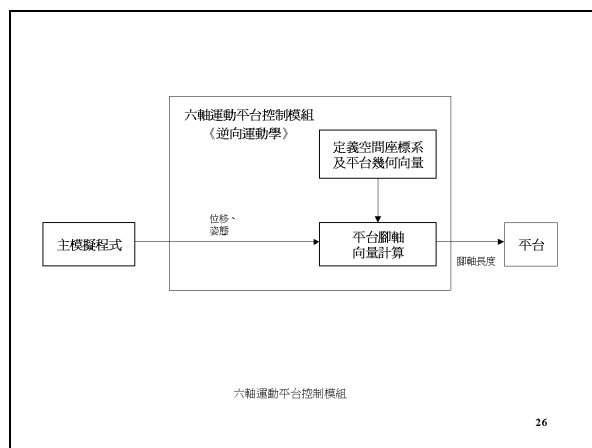 六軸運動平台控制模組
《逆向運動學》
定義空間座標系
及平台幾何向量
位移、
姿態
主模擬程式
平台腳軸
向量計算
平台
腳軸長度
六軸運動平台控制模組
26